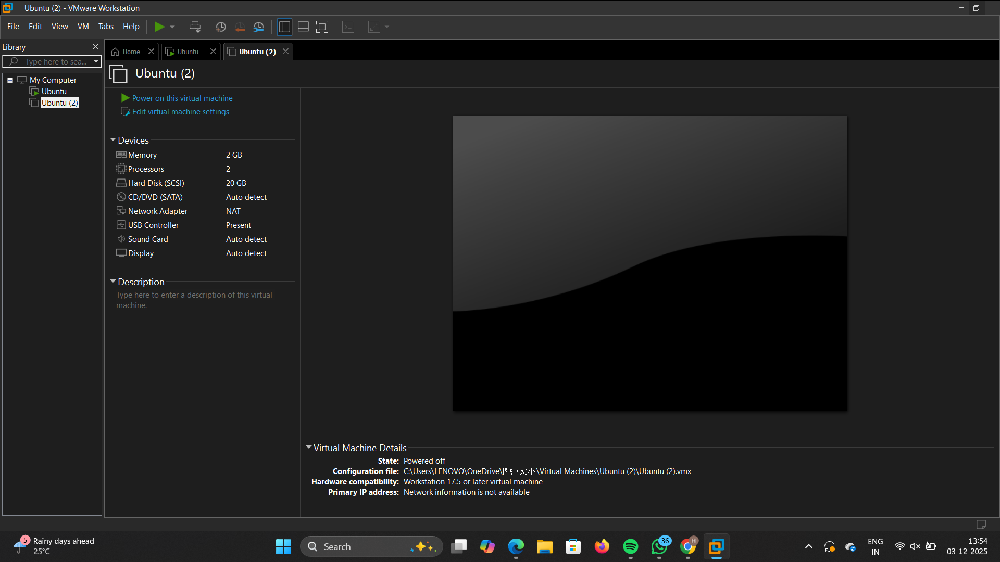 Ubuntu (2) - VMware Workstation
File Edit View VM Tabs Help
Library
Type here to sea...
My Computer
Ubuntu
Ubuntu (2)
Home Ubuntu Ubuntu (2)
Ubuntu (2)
Power on this virtual machine
Edit virtual machine settings
Devices
Memory 2 GB
Processors 2
Hard Disk (SCSI) 20 GB
CD/DVD (SATA) Auto detect
Network Adapter NAT
USB Controller Present
Sound Card Auto detect
Display Auto detect
Description
Type here to enter a description of this virtual
machine.
Virtual Machine Details
State: Powered off
Configuration file: C:\Users\LENOVO\OneDrive\ドキュメント\Virtual Machines\Ubuntu (2)\Ubuntu (2).vmx
Hardware compatibility: Workstation 17.5 or later virtual machine
Primary IP address: Network information is not available
5
Rainy days ahead
25°C
Search
36
H
ENG
IN
13:54
03-12-2025